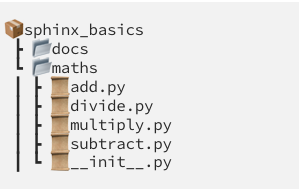 sphinx_basics
docs
maths
add.py
divide.py
multiply.py
subtract.py
__init__.py